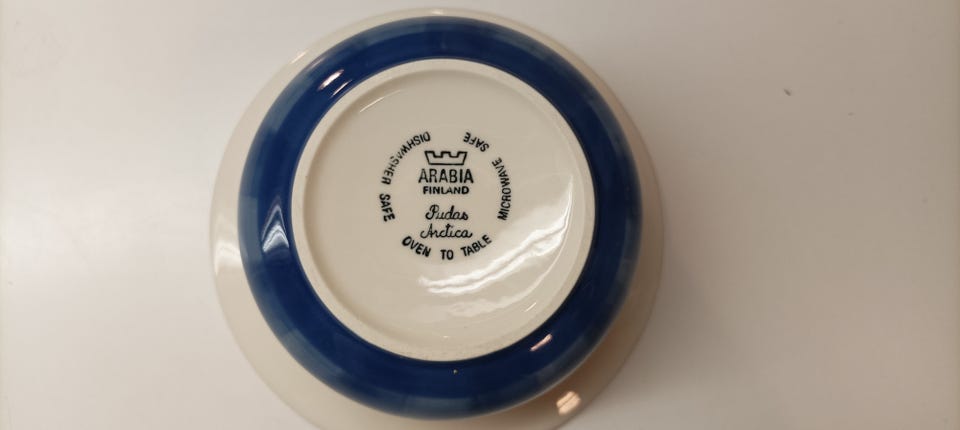 ARABIA
FINLAND
Pudas
Arctica
DISHWASHER SAFE
OVEN TO TABLE
MICROWAVE SAFE